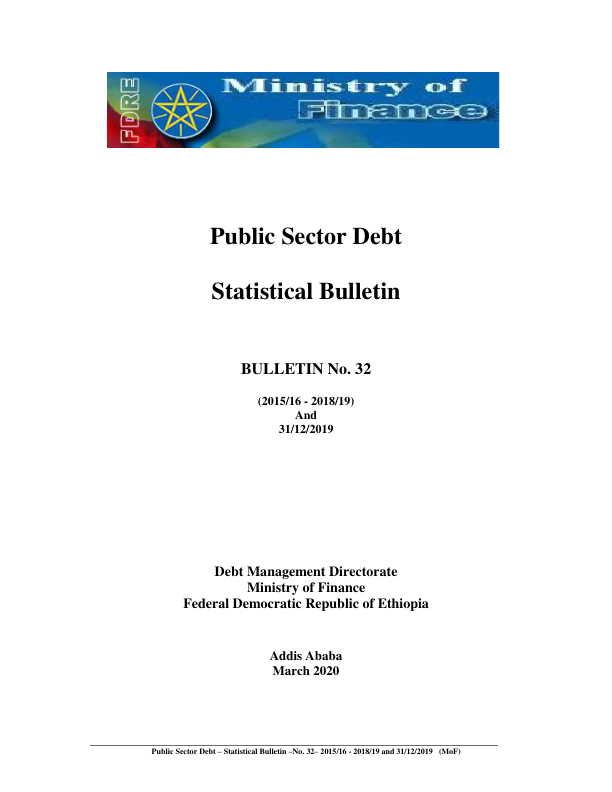 FDRE
Ministry of
Finance
Public Sector Debt
Statistical Bulletin
BULLETIN No. 32
(2015/16 - 2018/19)
And
31/12/2019
Debt Management Directorate
Ministry of Finance
Federal Democratic Republic of Ethiopia
Addis Ababa
March 2020
Public Sector Debt – Statistical Bulletin –No. 32– 2015/16 - 2018/19 and 31/12/2019 (MoF)